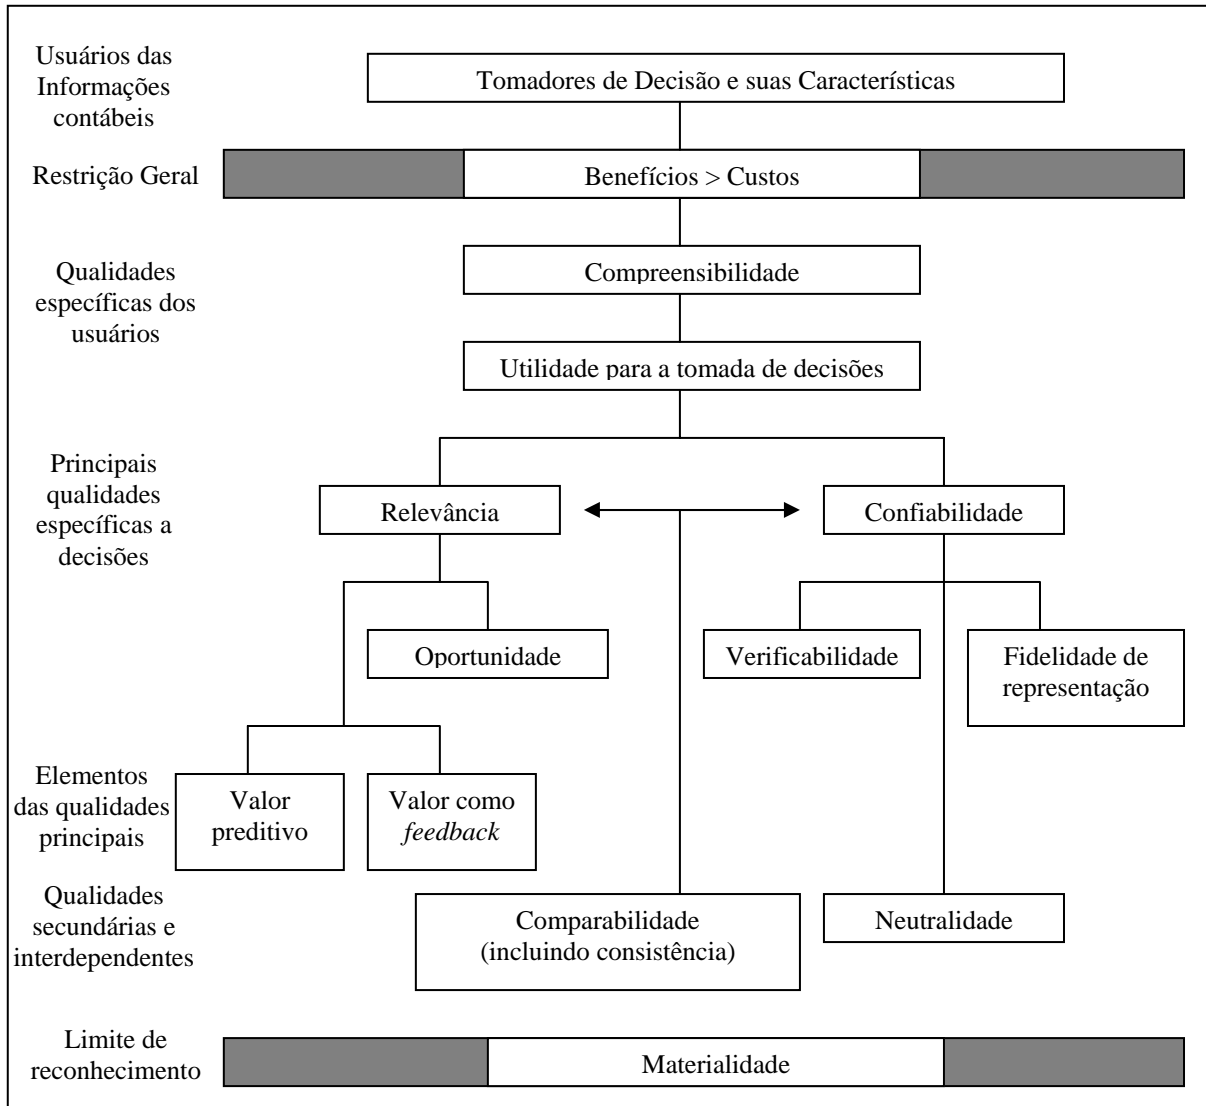 Usuários das
Informações
contábeis
Tomadores de Decisão e suas Características
Restrição Geral
Benefícios > Custos
Qualidades
específicas dos
usuários
Compreensibilidade
Utilidade para a tomada de decisões
Principais
qualidades
específicas a
decisões
Relevância
Confiabilidade
Oportunidade
Verificabilidade
Fidelidade de
representação
Elementos
das qualidades
principais
Valor
preditivo
Valor como
feedback
Qualidades
secundárias e
interdependentes
Comparabilidade
(incluindo consistência)
Neutralidade
Limite de
reconhecimento
Materialidade